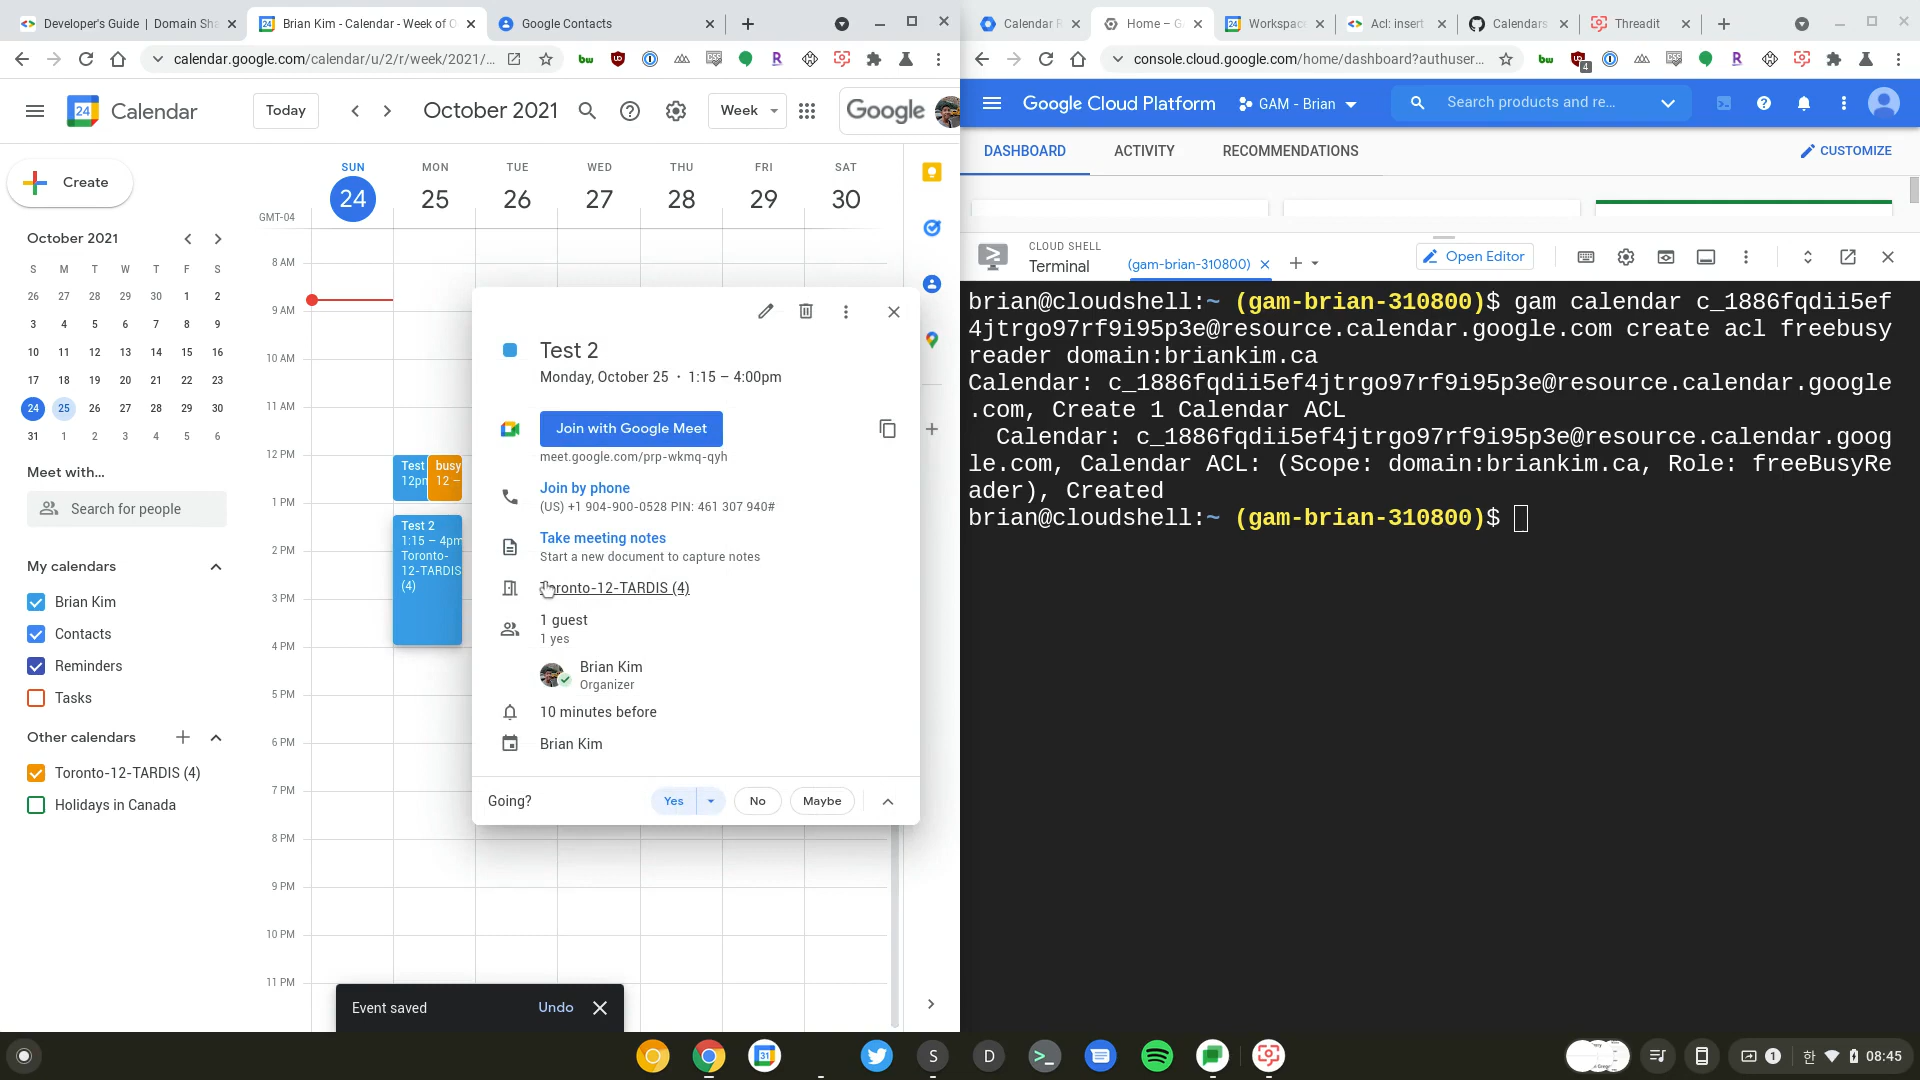 Developer's Guide | Domain Sha
Brian Kim - Calendar - Week of O
Google Contacts
calendar.google.com/calendar/u/2/r/week/2021/...
Calendar
Today
October 2021
Week
Google
Create
SUN
MON
TUE
WED
THU
FRI
SAT
24
25
26
27
28
29
30
GMT-04
October 2021
S M T W T F S
26 27 28 29 30 1 2
3 4 5 6 7 8 9
10 11 12 13 14 15 16
17 18 19 20 21 22 23
24 25 26 27 28 29 30
31 1 2 3 4 5 6
Meet with...
Search for people
My calendars
Brian Kim
Contacts
Reminders
Tasks
Other calendars
Toronto-12-TARDIS (4)
Holidays in Canada
8 AM
9 AM
10 AM
11 AM
12 PM
1 PM
2 PM
3 PM
4 PM
5 PM
6 PM
7 PM
8 PM
9 PM
10 PM
11 PM
Test
12pm
busy
12 –
Test 2
1:15 – 4pm
Toronto-
12-TARDIS
(4)
Test 2
Monday, October 25 · 1:15 – 4:00pm
Join with Google Meet
meet.google.com/prp-wkmq-qyh
Join by phone
(US) +1 904-900-0528 PIN: 461 307 940#
Take meeting notes
Start a new document to capture notes
Toronto-12-TARDIS (4)
1 guest
1 yes
Brian Kim
Organizer
10 minutes before
Brian Kim
Going?
Yes
No
Maybe
Event saved
Undo
Calendar R
Home – G
Workspac
Acl: insert
Calendars
Threadit
console.cloud.google.com/home/dashboard?authuser...
Google Cloud Platform
GAM - Brian
Search products and re...
DASHBOARD
ACTIVITY
RECOMMENDATIONS
CUSTOMIZE
CLOUD SHELL
Terminal
(gam-brian-310800)
Open Editor
brian@cloudshell:~ (gam-brian-310800)$ gam calendar c_1886fqdii5ef
4jtrgo97rf9i95p3e@resource.calendar.google.com create acl freebusy
reader domain:briankim.ca
Calendar: c_1886fqdii5ef4jtrgo97rf9i95p3e@resource.calendar.google
.com, Create 1 Calendar ACL
Calendar: c_1886fqdii5ef4jtrgo97rf9i95p3e@resource.calendar.goog
le.com, Calendar ACL: (Scope: domain:briankim.ca, Role: freeBusyRe
ader), Created
brian@cloudshell:~ (gam-brian-310800)$
S
D
1
한
08:45